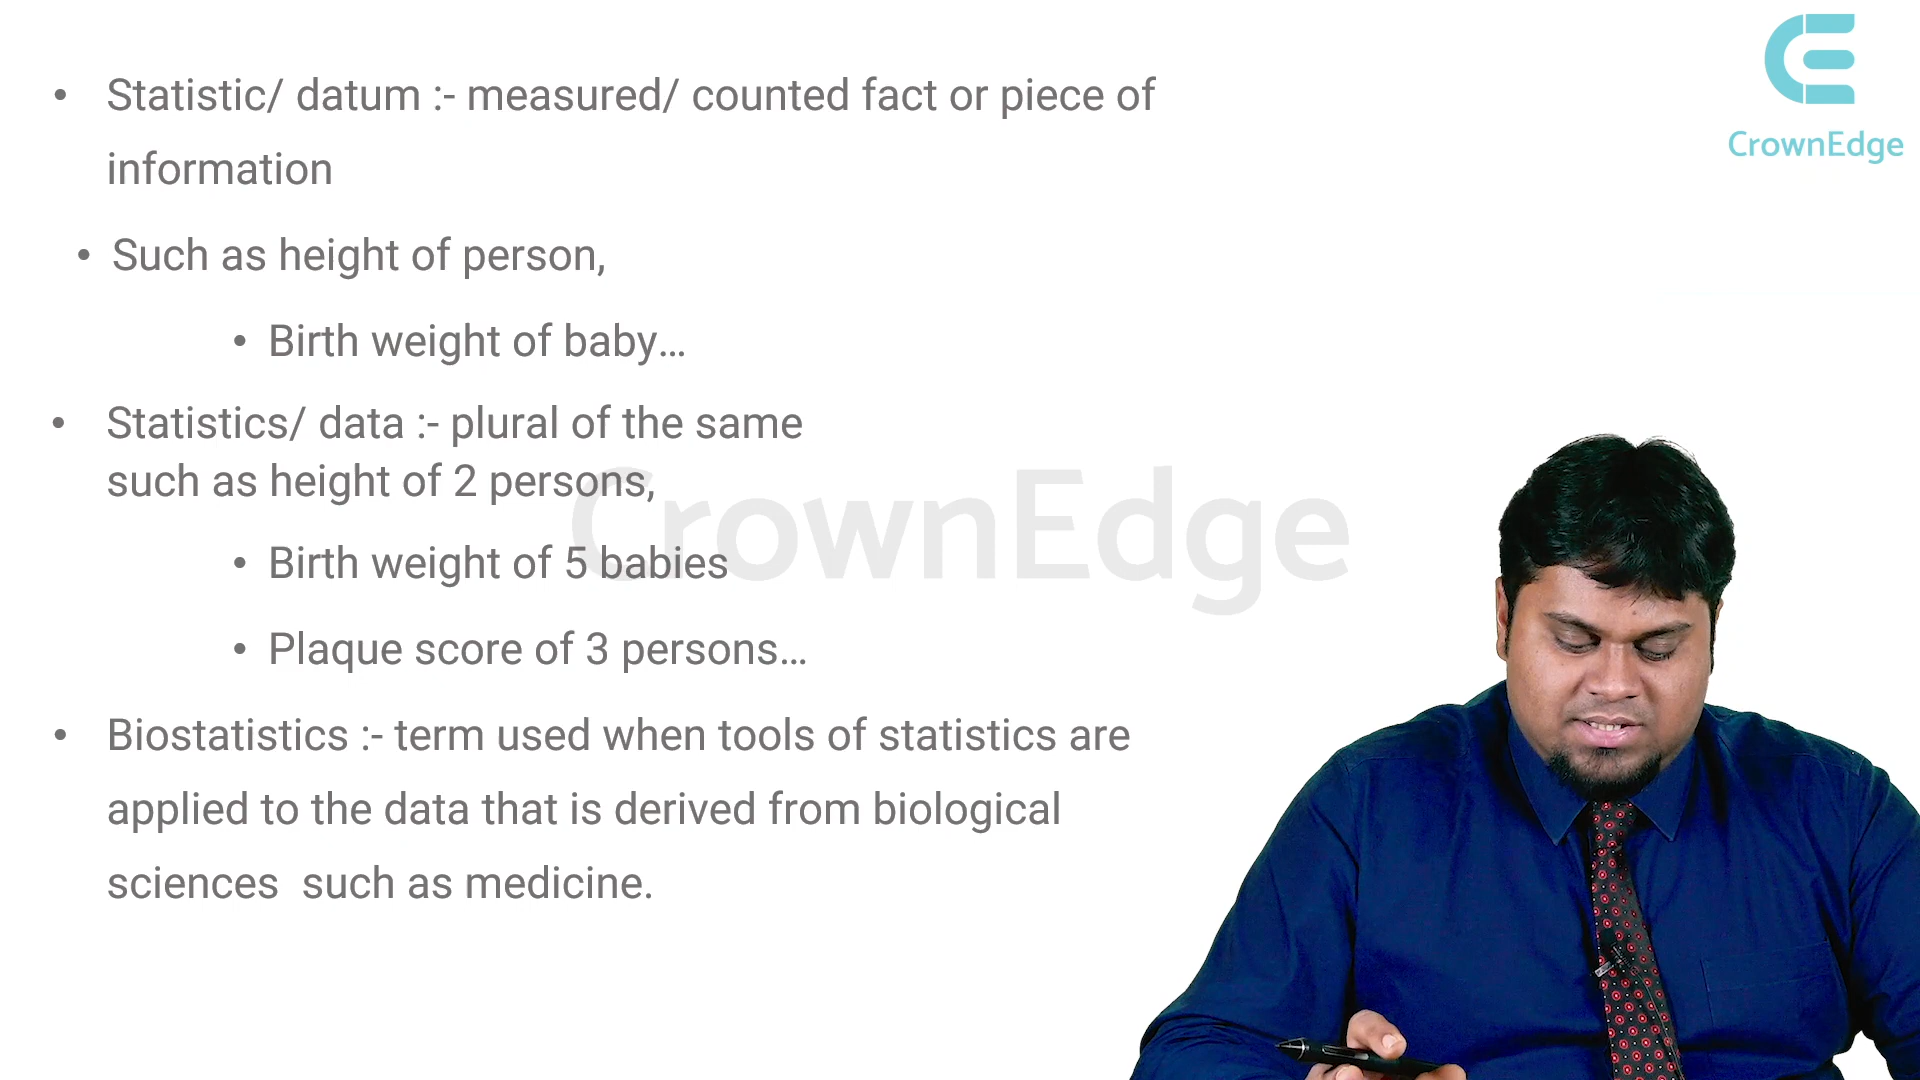 • Statistic/ datum :- measured/ counted fact or piece of
information
• Such as height of person,
• Birth weight of baby…
• Statistics/ data :- plural of the same
such as height of 2 persons,
• Birth weight of 5 babies
• Plaque score of 3 persons…
• Biostatistics :- term used when tools of statistics are
applied to the data that is derived from biological
sciences  such as medicine.
CrownEdge
CrownEdge